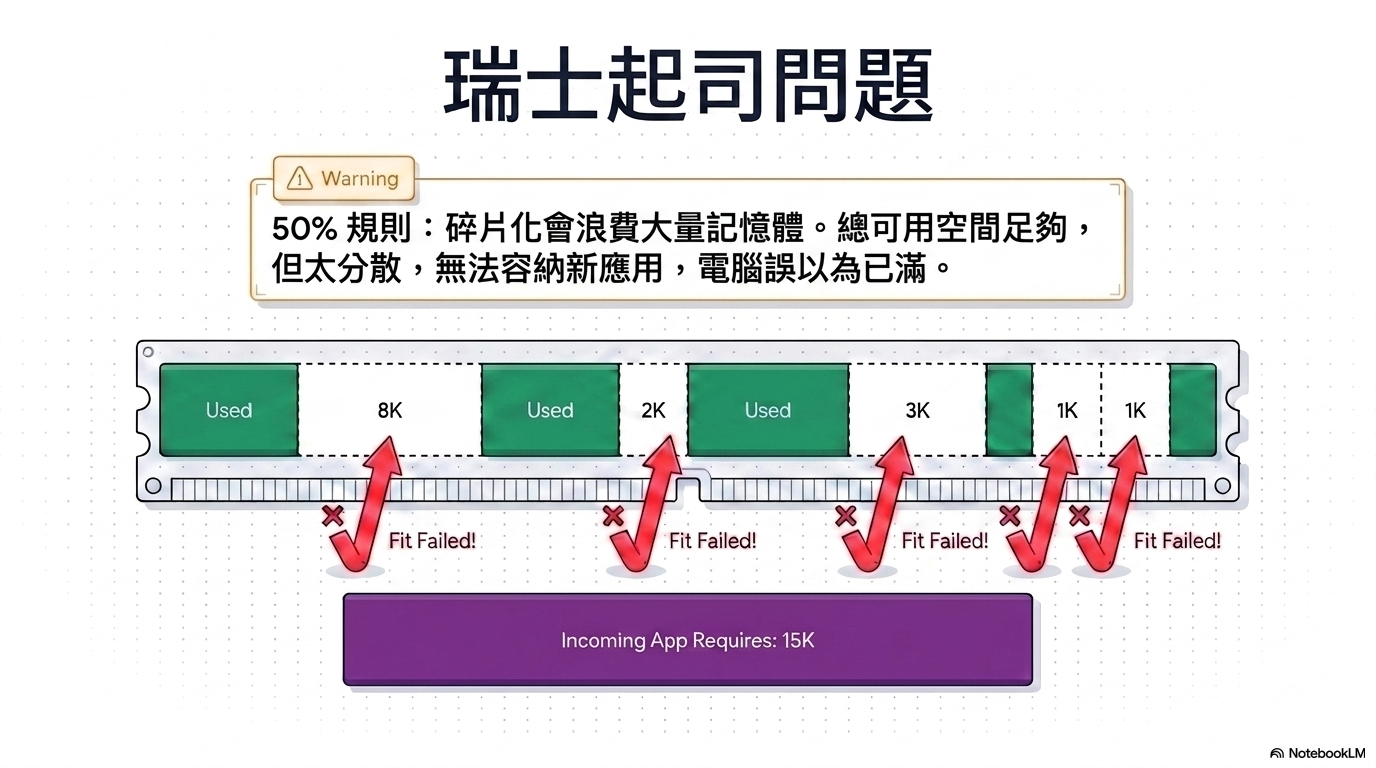 瑞士起司問題
Warning
50% 規則：碎片化會浪費大量記憶體。總可用空間足夠，
但太分散，無法容納新應用，電腦誤以為已滿。
Used
8K
Used
2K
Used
3K
1K
1K
Fit Failed!
Fit Failed!
Fit Failed!
Fit Failed!
Incoming App Requires: 15K
NotebookLM